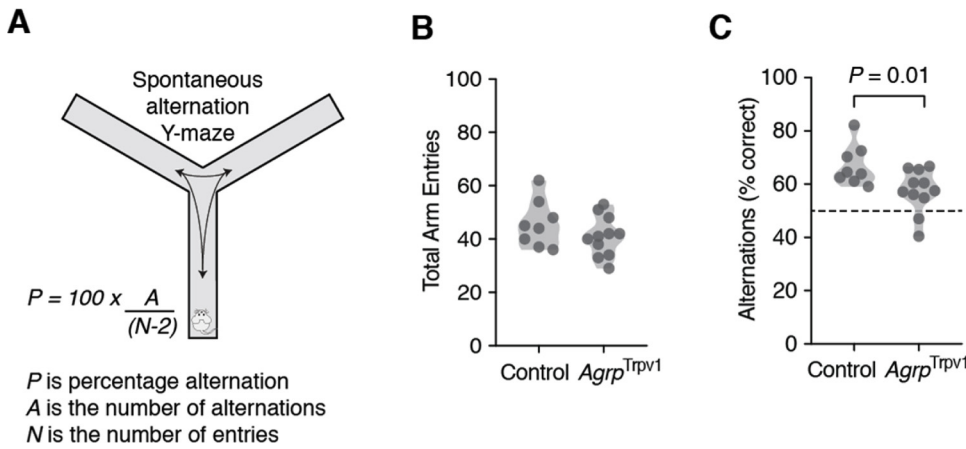 A
Spontaneous
alternation
Y-maze
P = 100 x A
(N-2)
P is percentage alternation
A is the number of alternations
N is the number of entries
B
Total Arm Entries
100
80
60
40
20
0
Control AgrpTrpv1
C
P = 0.01
Alternations (% correct)
100
80
60
40
20
0
Control AgrpTrpv1